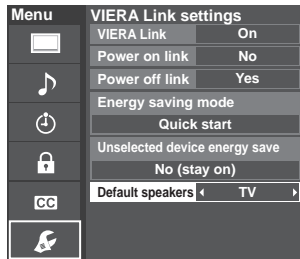 Menu
VIERA Link settings
VIERA Link On
Power on link No
Power off link Yes
Energy saving mode
Quick start
Unselected device energy save
No (stay on)
Default speakers TV
CC